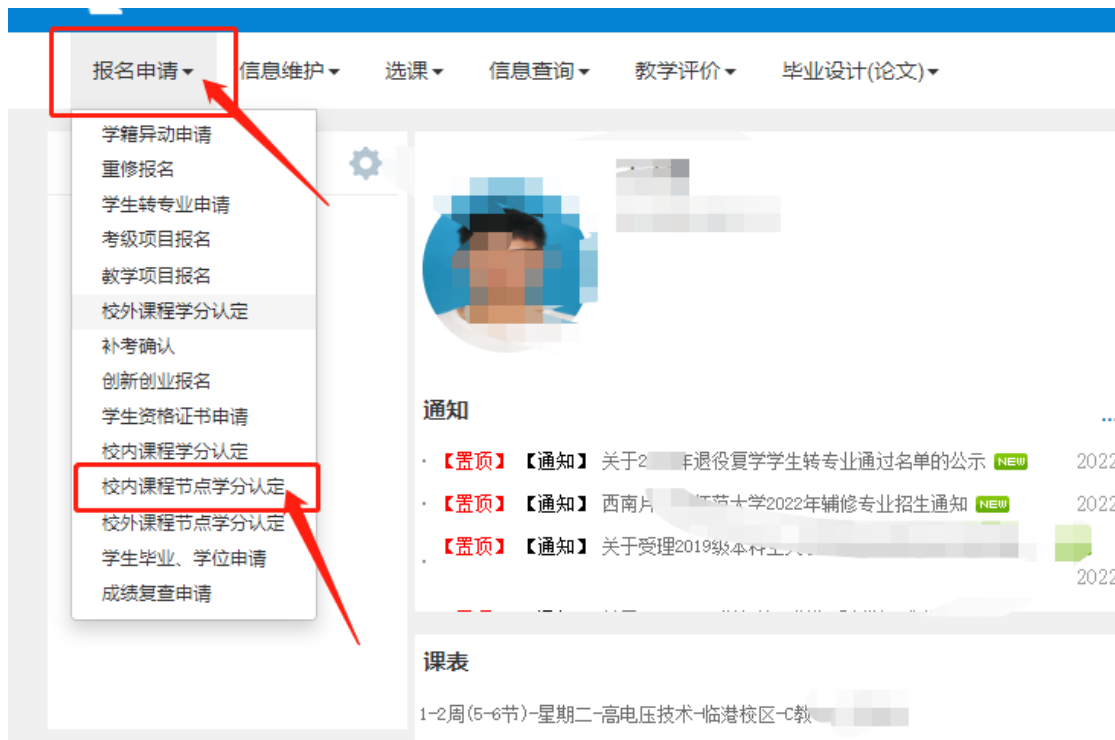 报名申请 信息维护 选课 信息查询 教学评价 毕业设计(论文)
学籍异动申请
重修报名
学生转专业申请
考级项目报名
教学项目报名
校外课程学分认定
补考确认
创新创业报名
学生资格证书申请
校内课程学分认定
校内课程节点学分认定
校外课程节点学分认定
学生毕业、学位申请
成绩复查申请
通知
...
· 【置顶】 【通知】 关于2 年退役复学学生转专业通过名单的公示 NEW 2022
· 【置顶】 【通知】 西南 师范大学2022年辅修专业招生通知 NEW 2022
· 【置顶】 【通知】 关于受理2019级本科生
2022
课表
1-2周(5-6节)-星期二-高电压技术-临港校区-C教